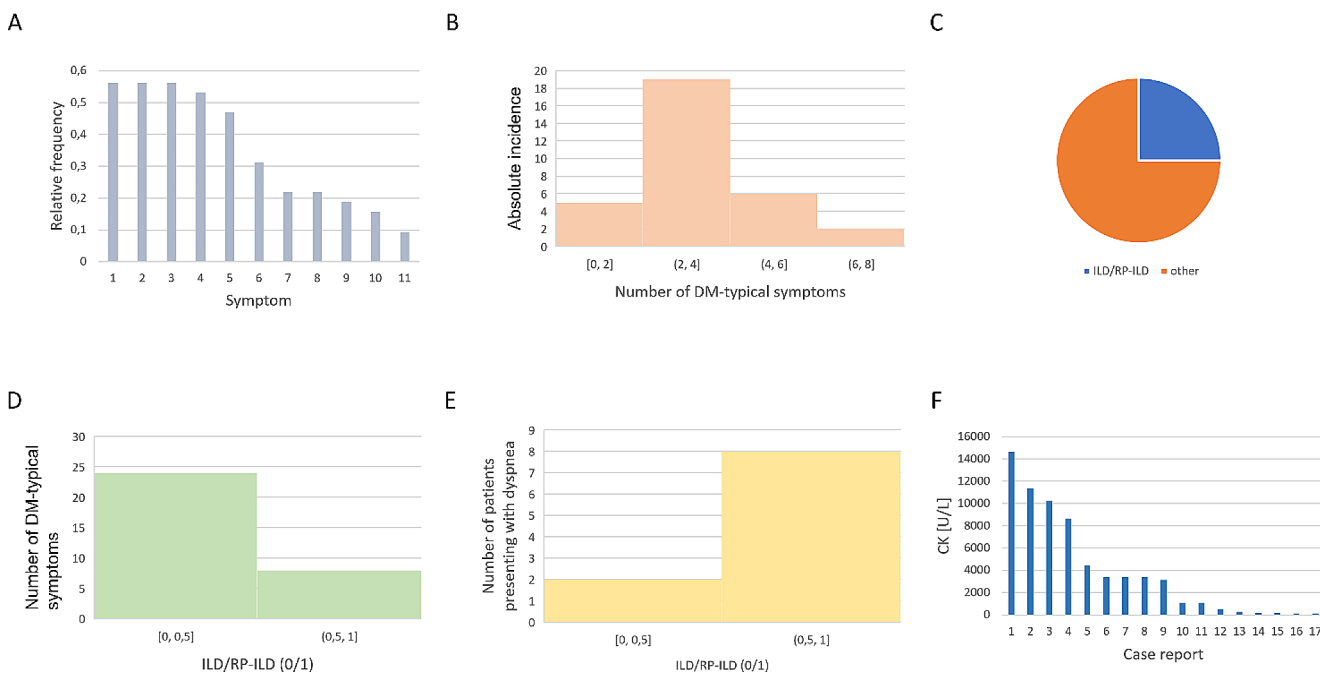 A
Relative frequency
0,6
0,5
0,4
0,3
0,2
0,1
0
1 2 3 4 5 6 7 8 9 10 11
Symptom
B
Absolute incidence
20
18
16
14
12
10
8
6
4
2
0
[0, 2] (2, 4] (4, 6] (6, 8]
Number of DM-typical symptoms
C
ILD/RP-ILD other
D
Number of DM-typical
symptoms
30
25
20
15
10
5
0
[0, 0,5] (0,5, 1]
ILD/RP-ILD (0/1)
E
Number of patients
presenting with dyspnea
9
8
7
6
5
4
3
2
1
0
[0, 0,5] (0,5, 1]
ILD/RP-ILD (0/1)
F
CK [U/L]
16000
14000
12000
10000
8000
6000
4000
2000
0
1 2 3 4 5 6 7 8 9 10 11 12 13 14 15 16 17
Case report